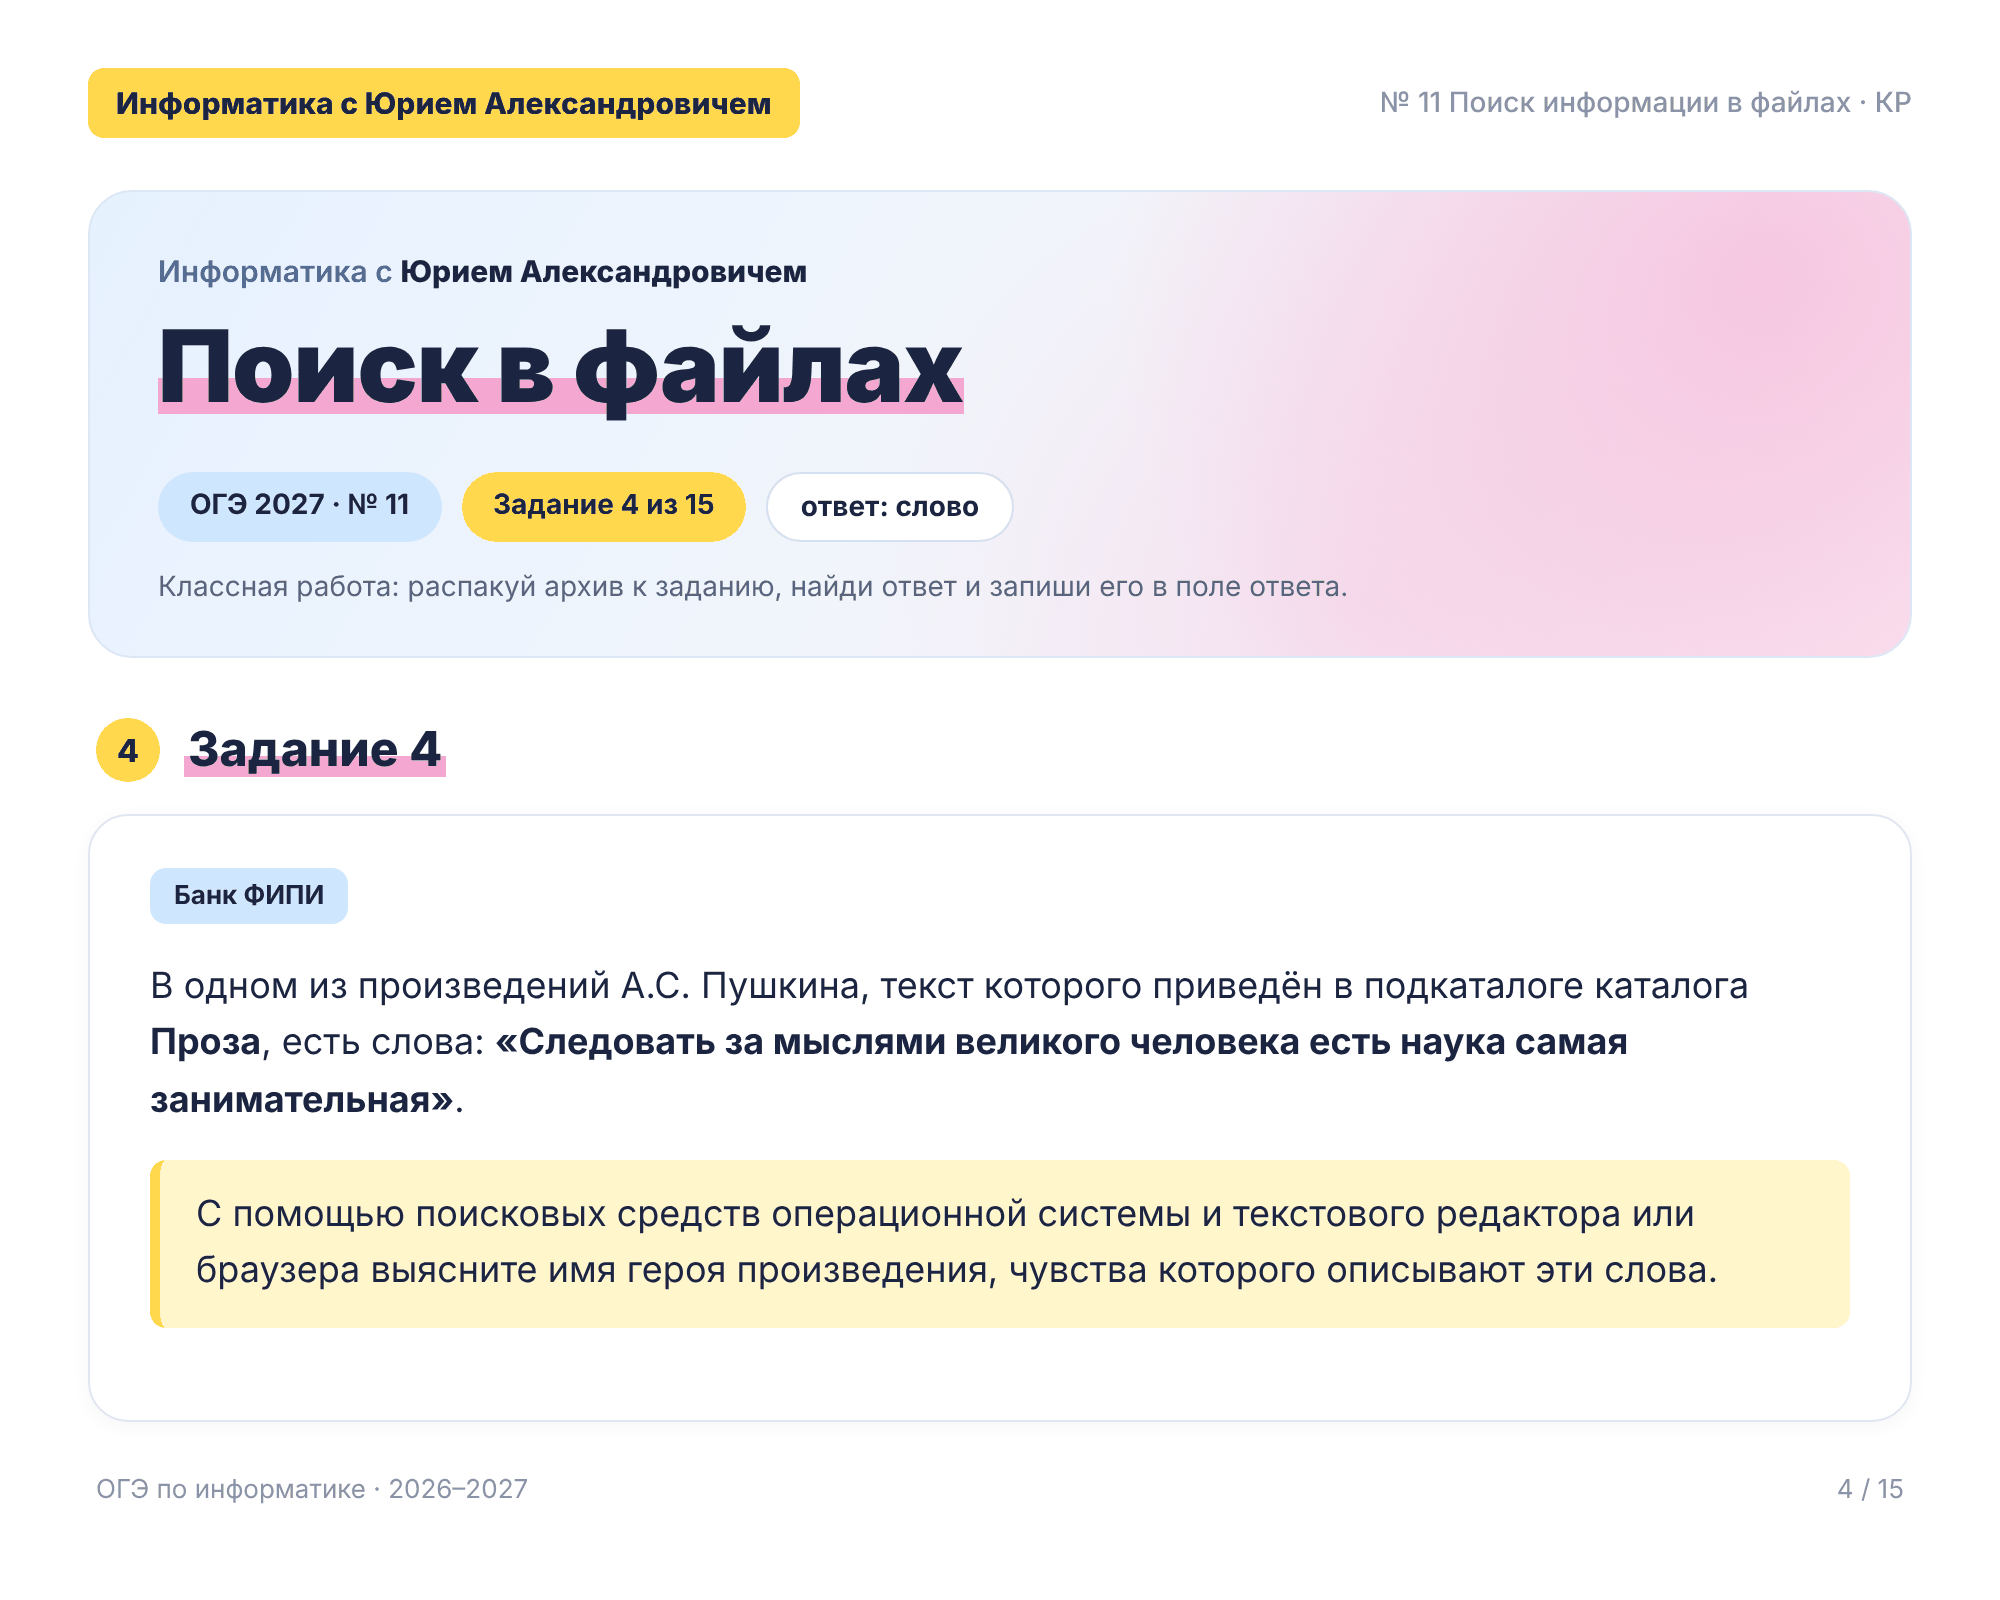 Информатика с Юрием Александровичем
№ 11 Поиск информации в файлах · КР
Информатика с Юрием Александровичем
Поиск в файлах
ОГЭ 2027 · № 11
Задание 4 из 15
ответ: слово
Классная работа: распакуй архив к заданию, найди ответ и запиши его в поле ответа.
4
Задание 4
Банк ФИПИ
В одном из произведений А.С. Пушкина, текст которого приведён в подкаталоге каталога
Проза, есть слова: «Следовать за мыслями великого человека есть наука самая
занимательная».
С помощью поисковых средств операционной системы и текстового редактора или
браузера выясните имя героя произведения, чувства которого описывают эти слова.
ОГЭ по информатике · 2026–2027
4 / 15